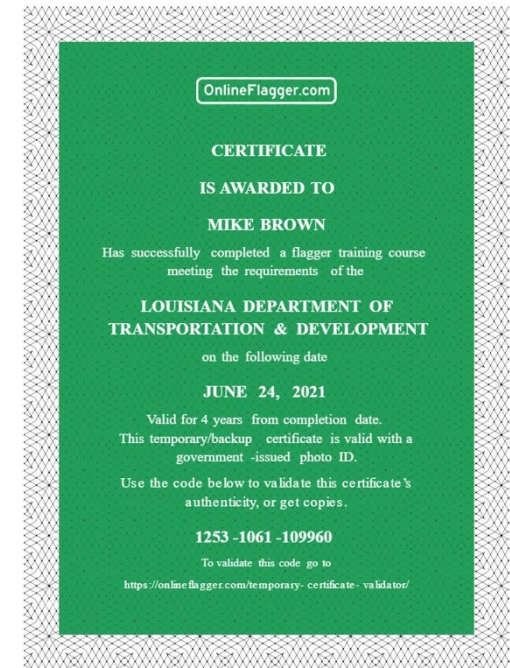 OnlineFlagger.com
CERTIFICATE
IS AWARDED TO
MIKE BROWN
Has successfully completed a flagger training course
meeting the requirements of the
LOUISIANA DEPARTMENT OF
TRANSPORTATION & DEVELOPMENT
on the following date
JUNE 24, 2021
Valid for 4 years from completion date.
This temporary/backup certificate is valid with a
government -issued photo ID.
Use the code below to validate this certificate's
authenticity, or get copies.
1253 -1061 -109960
To validate this code go to
https://onlineflagger.com/temporary- certificate- validator/